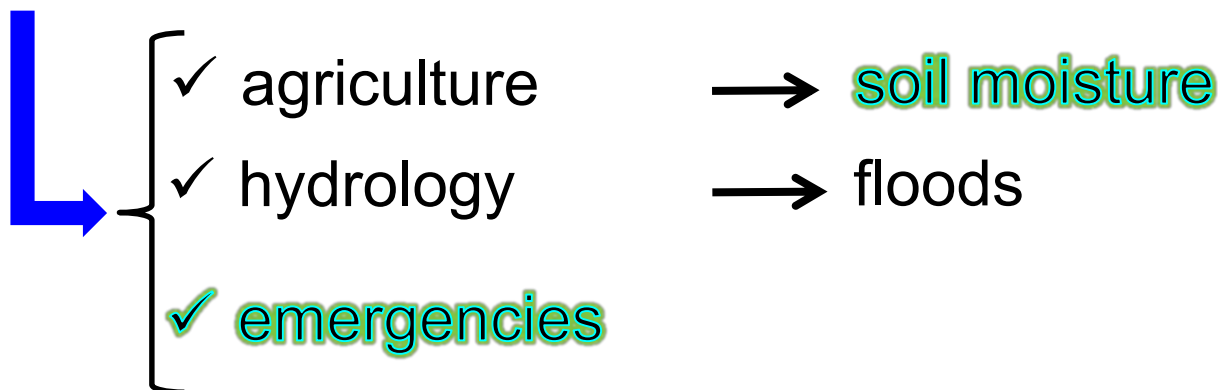 ✓ agriculture → soil moisture
✓ hydrology → floods
✓ emergencies